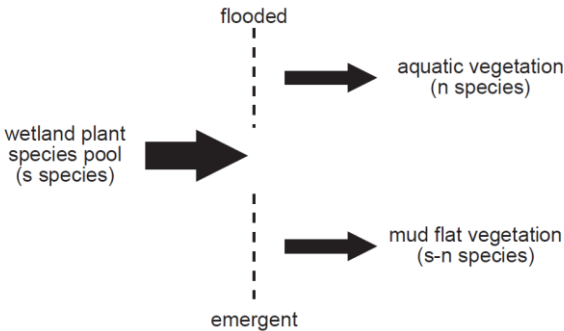 flooded
aquatic vegetation
(n species)
wetland plant
species pool
(s species)
mud flat vegetation
(s-n species)
emergent